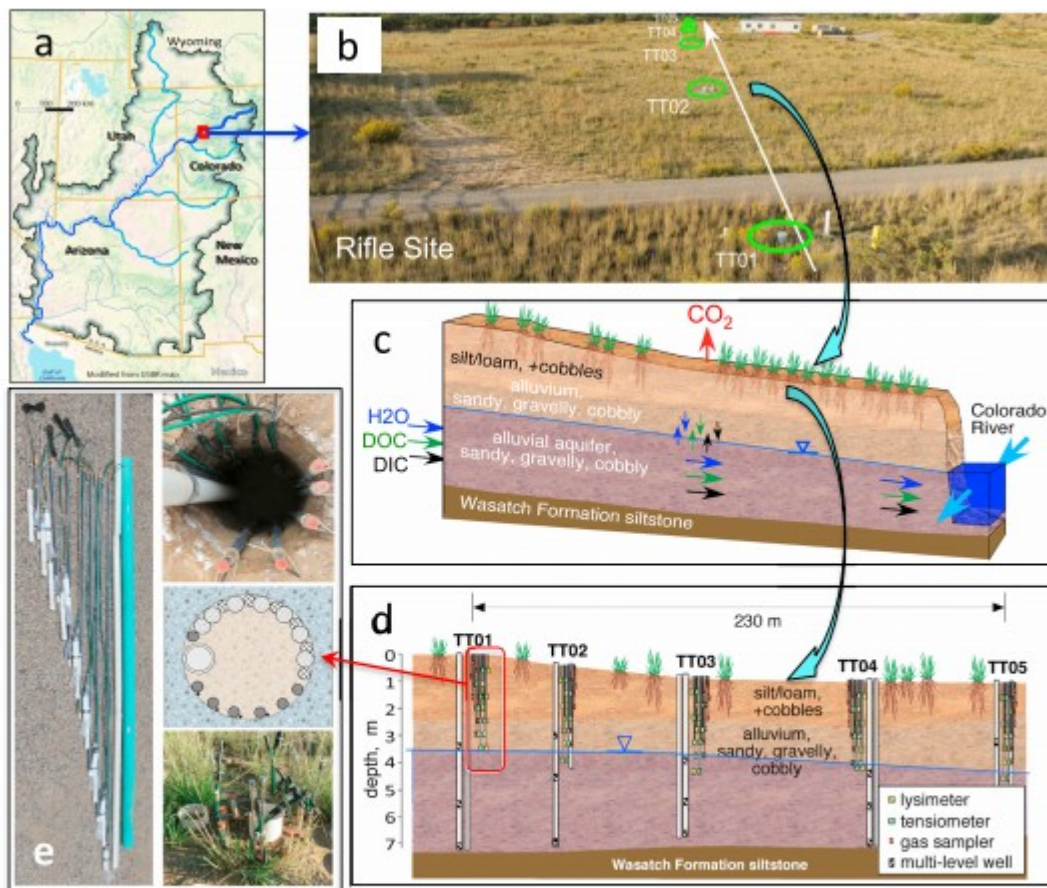 a
Wyoming
Utah
Colorado
Arizona
New
Mexico
Mexico
Modified from USBR map
b
TT05
TT04
TT03
TT02
TT01
Rifle Site
c
CO2
silt/loam, +cobbles
alluvium,
sandy, gravelly, cobbly
H2O
DOC
DIC
alluvial aquifer,
sandy, gravelly, cobbly
Colorado
River
Wasatch Formation siltstone
d
230 m
TT01
TT02
TT03
TT04
TT05
depth, m
0
1
2
3
4
5
6
7
silt/loam,
+cobbles
alluvium,
sandy, gravelly,
cobbly
lysimeter
tensiometer
gas sampler
multi-level well
Wasatch Formation siltstone
e